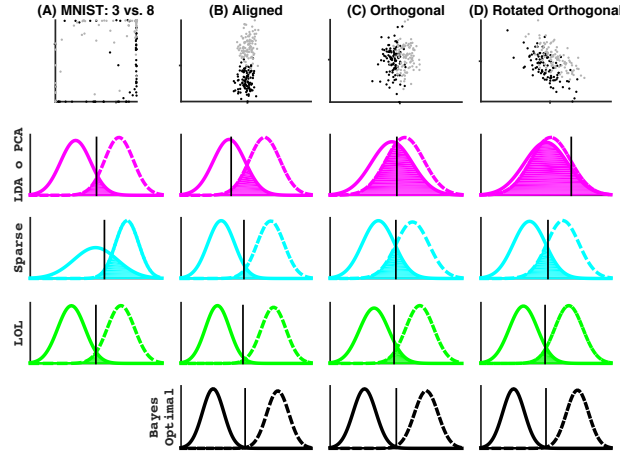 (A) MNIST: 3 vs. 8
(B) Aligned
(C) Orthogonal
(D) Rotated Orthogonal
LDA o PCA
Sparse
LOL
Bayes
Optimal